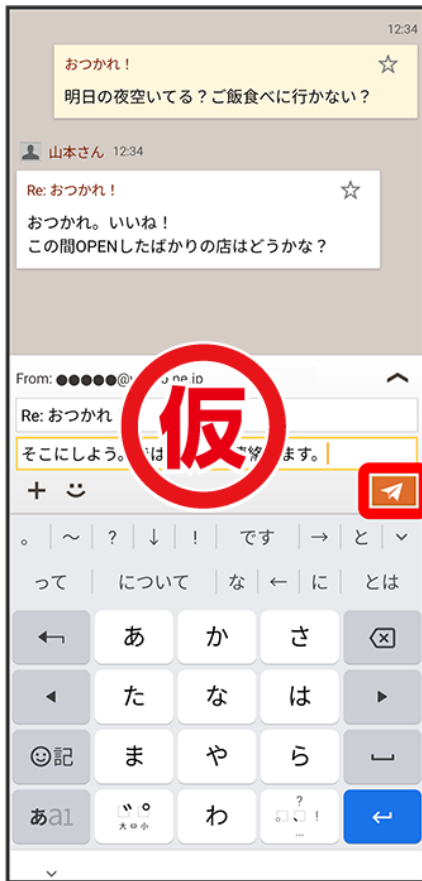 12:34
おつかれ！
明日の夜空いてる？ご飯食べに行かない？
山本さん 12:34
Re: おつかれ！
おつかれ。いいね！
この間OPENしたばかりの店はどうかな？
From: ●●●●●@ ne.jp
Re: おつかれ
仮
そこにしよう。 ます。
。 ～ ? ↓ ! です → と
って について な ← に とは
あ か さ
た な は
☺記 ま や ら
あa1 大⇔小 わ ? 。 、 ! …